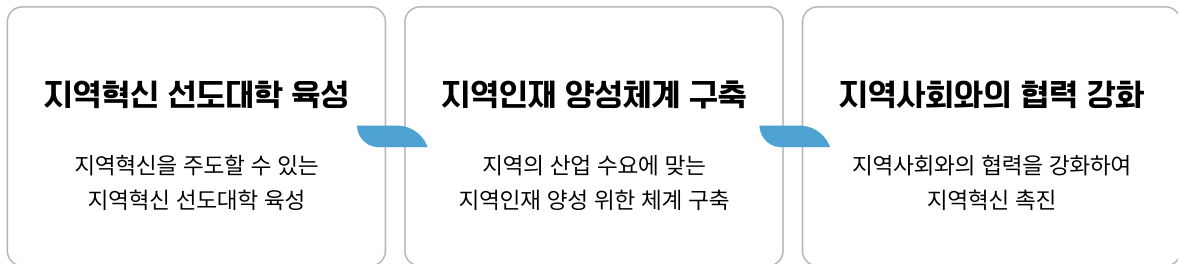 지역혁신 선도대학 육성
지역혁신을 주도할 수 있는
지역혁신 선도대학 육성
지역인재 양성체계 구축
지역의 산업 수요에 맞는
지역인재 양성 위한 체계 구축
지역사회와의 협력 강화
지역사회와의 협력을 강화하여
지역혁신 촉진